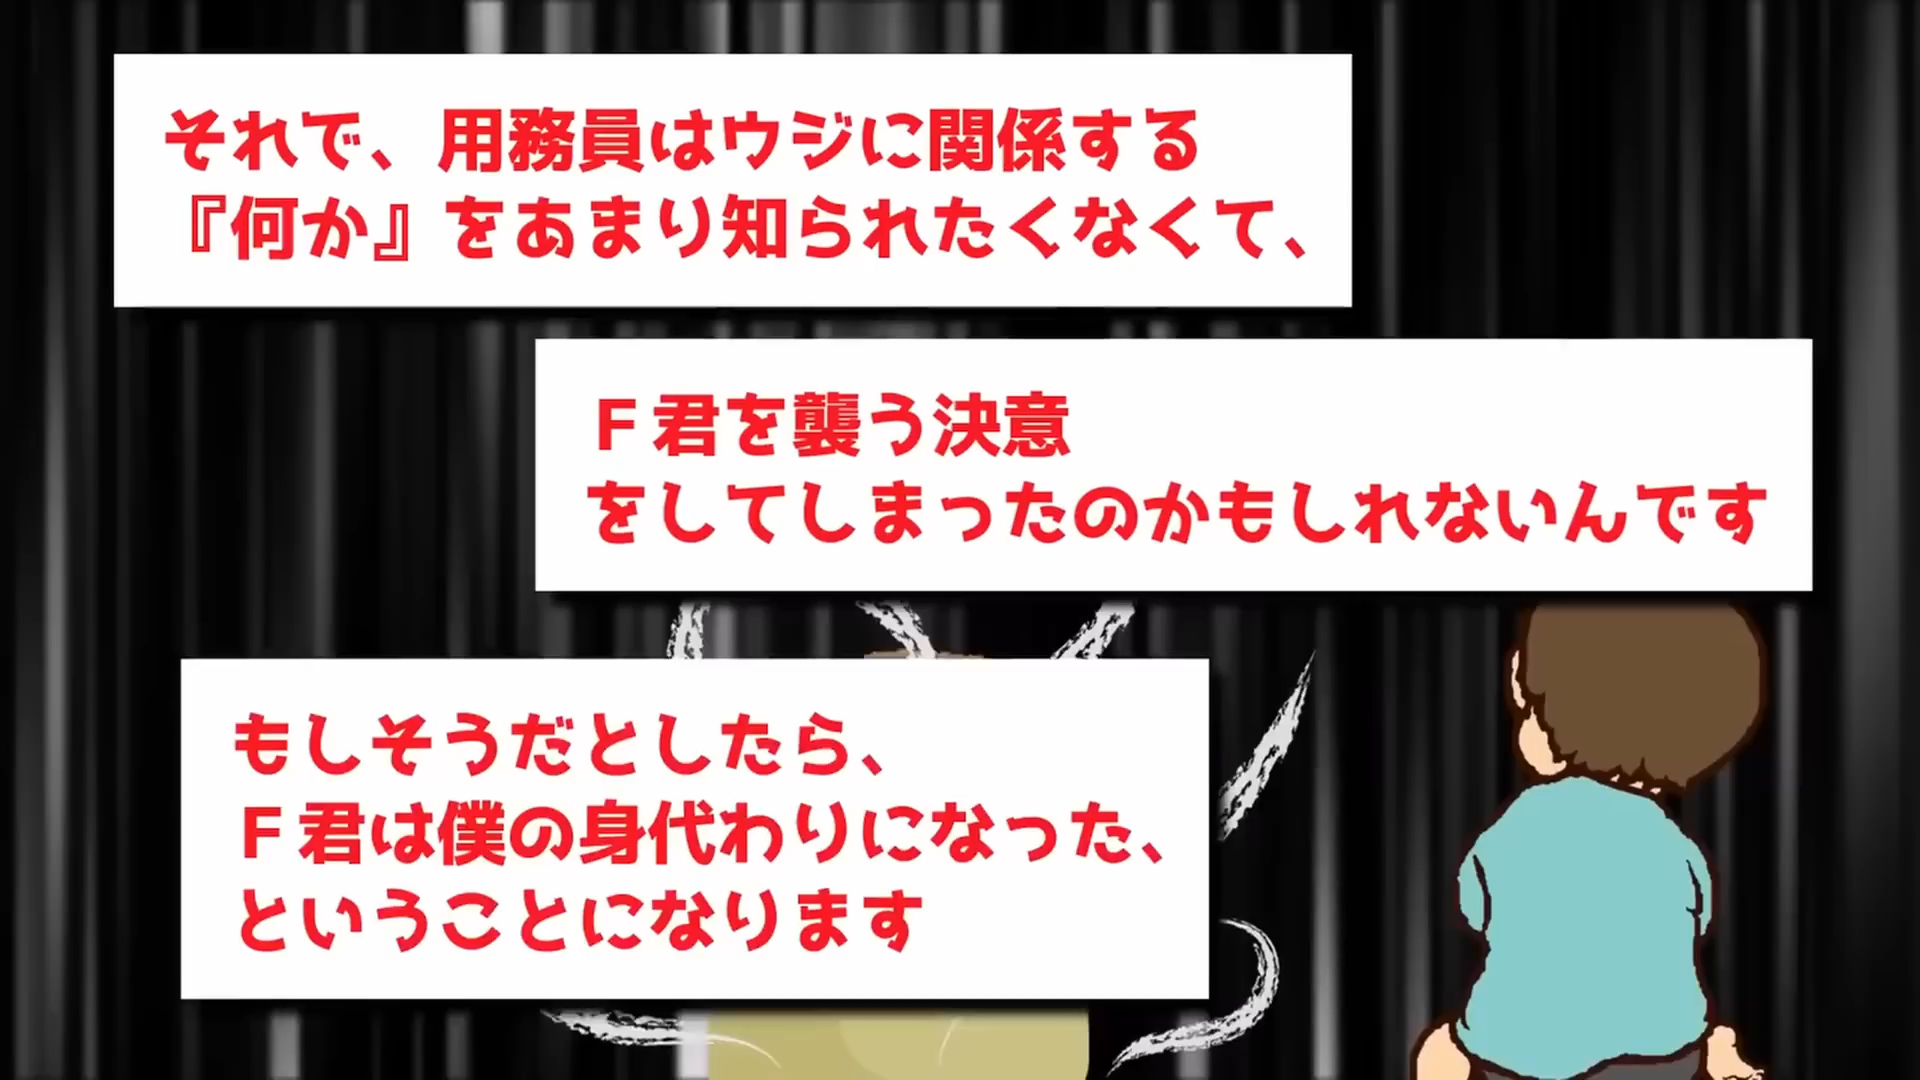 それで、用務員はウジに関係する
『何か』をあまり知られたくなくて、
Ｆ君を襲う決意
をしてしまったのかもしれないんです
もしそうだとしたら、
Ｆ君は僕の身代わりになった、
ということになります